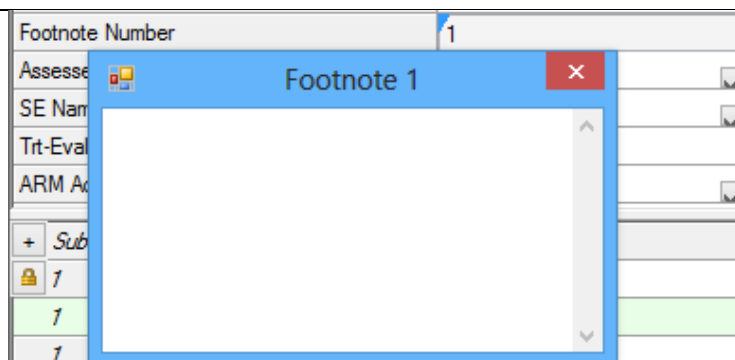 Footnote Number 1
Footnote 1
Assesse
SE Nam
Trt-Eval
ARM Ac
+ Sub
1
1
1